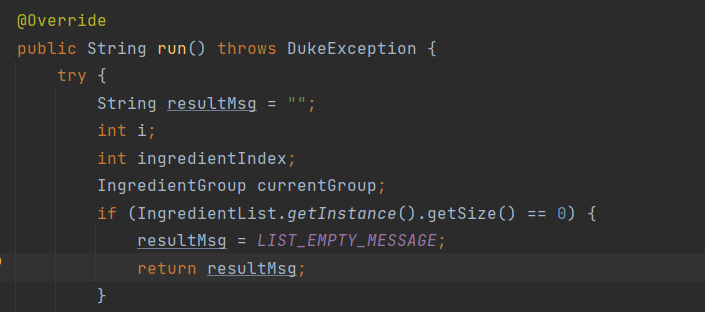 @Override
public String run() throws DukeException {
try {
String resultMsg = "";
int i;
int ingredientIndex;
IngredientGroup currentGroup;
if (IngredientList.getInstance().getSize() == 0) {
resultMsg = LIST_EMPTY_MESSAGE;
return resultMsg;
}